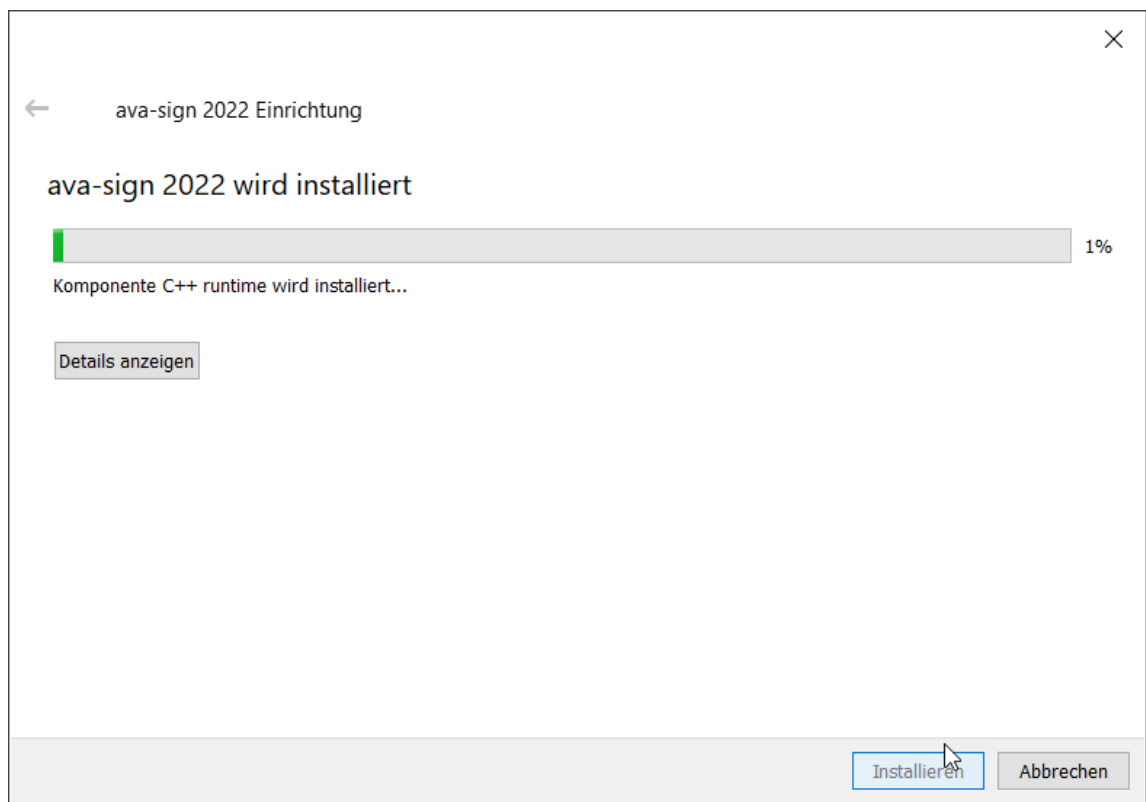 ava-sign 2022 Einrichtung
ava-sign 2022 wird installiert
1%
Komponente C++ runtime wird installiert...
Details anzeigen
Installieren
Abbrechen